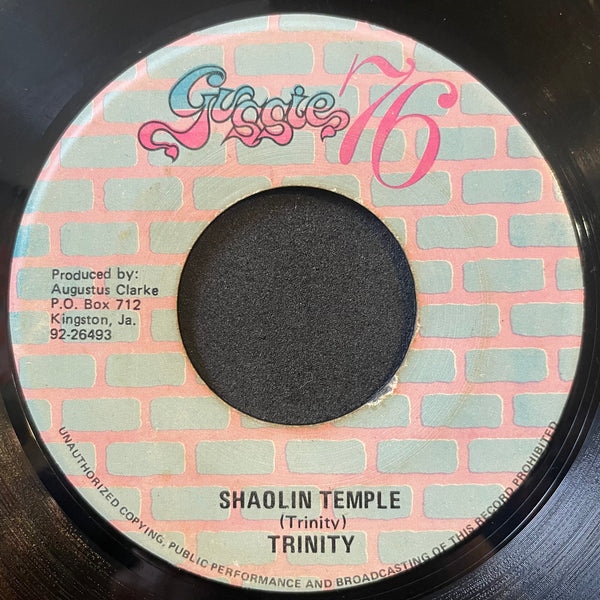 Gussie 76
Produced by:
Augustus Clarke
P.O. Box 712
Kingston, Ja.
92-26493
SHAOLIN TEMPLE
(Trinity)
TRINITY
UNAUTHORIZED COPYING, PUBLIC PERFORMANCE AND BROADCASTING OF THIS RECORD PROHIBITED